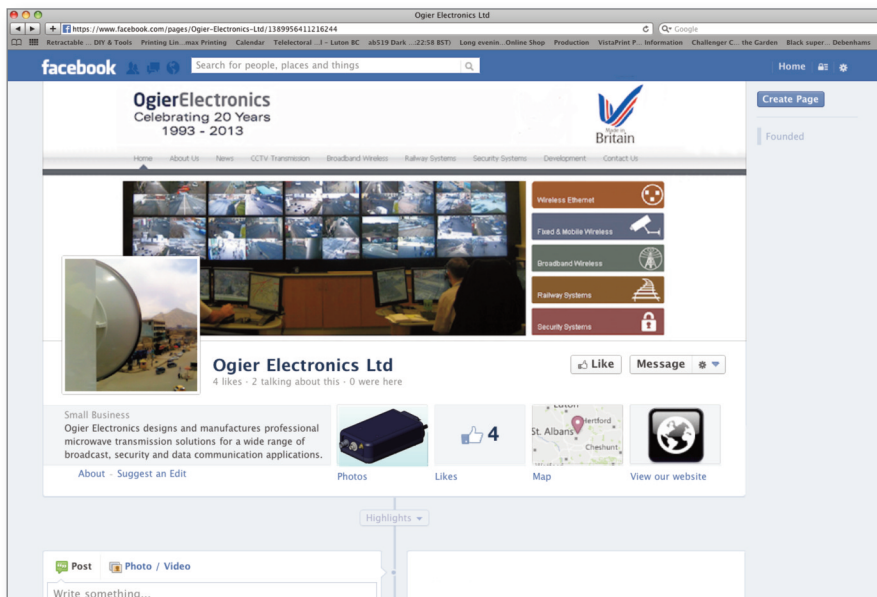 Ogier Electronics Ltd
https://www.facebook.com/pages/Ogier-Electronics-Ltd/1389956411216244
Google
Retractable ... DIY & Tools Printing Lin...max Printing Calendar Telelectoral ...l - Luton BC ab519 Dark ...:22:58 BST) Long evenin...Online Shop Production VistaPrint P... Information Challenger C... the Garden Black super... Debenhams
facebook
Search for people, places and things
Home
OgierElectronics
Celebrating 20 Years
1993 - 2013
Made in
Britain
Create Page
Founded
Home About Us News CCTV Transmission Broadband Wireless Railway Systems Security Systems Development Contact Us
Wireless Ethernet
Fixed & Mobile Wireless
Broadband Wireless
Railway Systems
Security Systems
Ogier Electronics Ltd
4 likes · 2 talking about this · 0 were here
Like
Message
Small Business
Ogier Electronics designs and manufactures professional
microwave transmission solutions for a wide range of
broadcast, security and data communication applications.
About - Suggest an Edit
Photos
4
Likes
Luton
Hertford
St. Albans
Cheshunt
Map
View our website
Highlights
Post
Photo / Video
Write something...